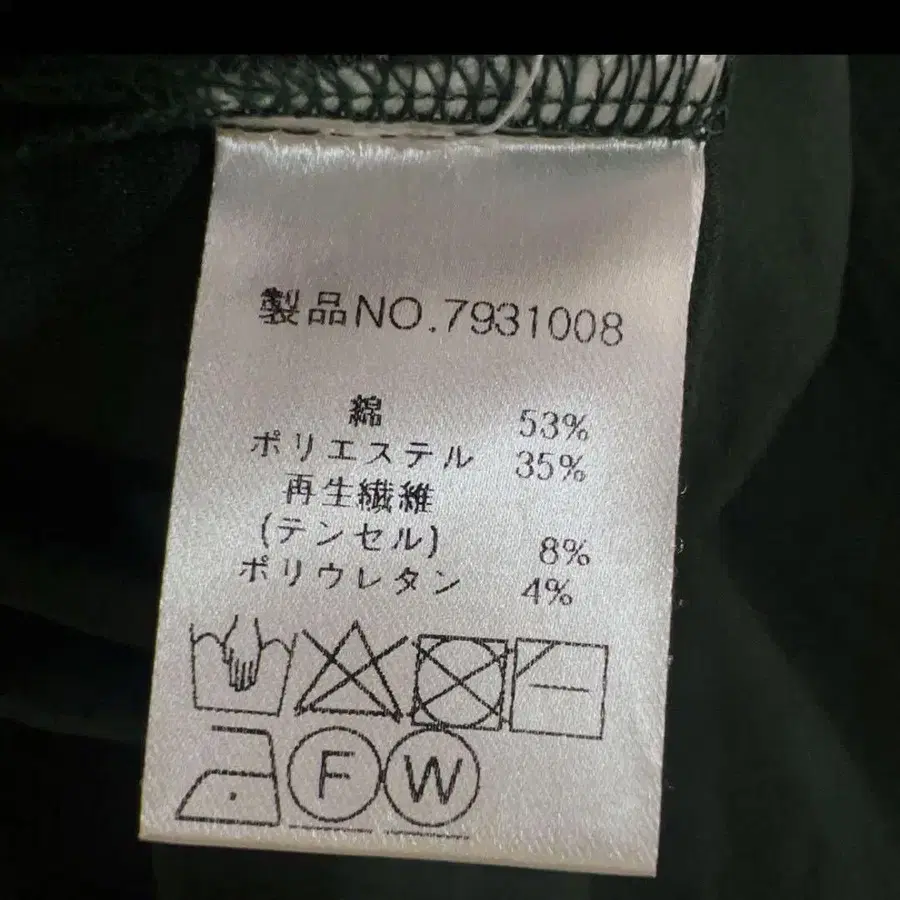 製品NO.7931008
綿 53%
ポリエステル 35%
再生繊維
(テンセル) 8%
ポリウレタン 4%
F W